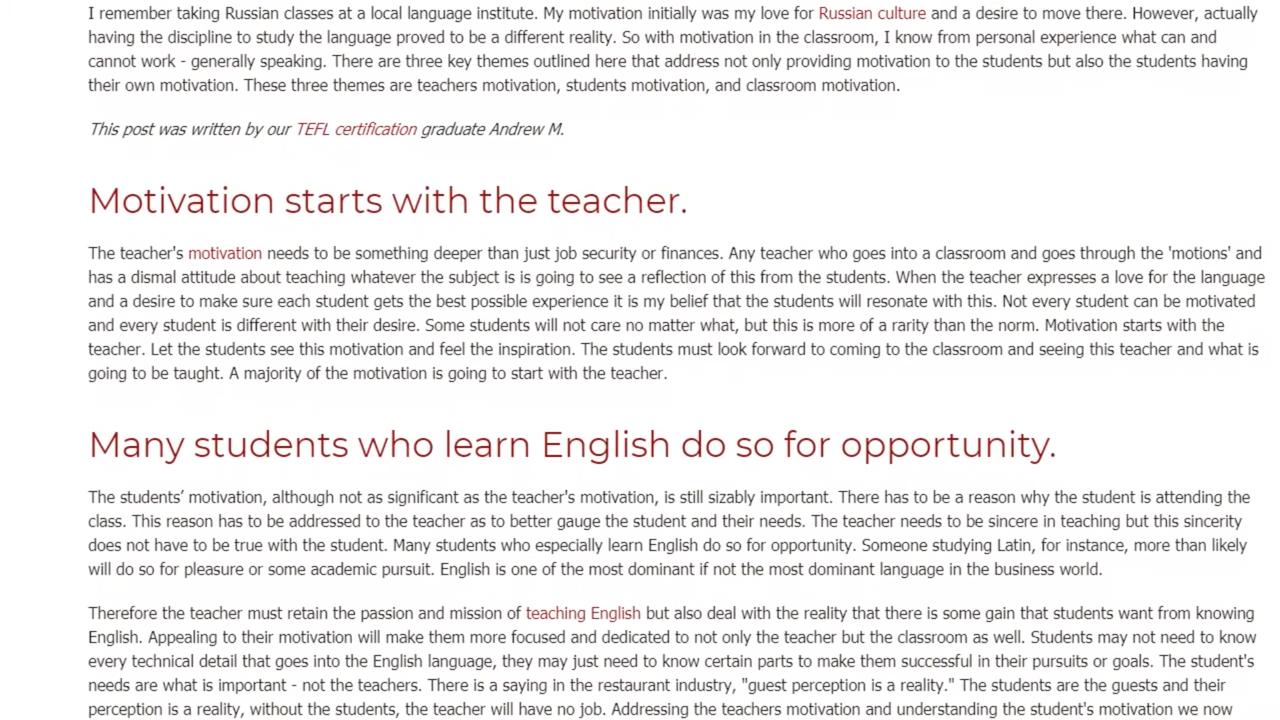 I remember taking Russian classes at a local language institute. My motivation initially was my love for Russian culture and a desire to move there. However, actually
having the discipline to study the language proved to be a different reality. So with motivation in the classroom, I know from personal experience what can and
cannot work - generally speaking. There are three key themes outlined here that address not only providing motivation to the students but also the students having
their own motivation. These three themes are teachers motivation, students motivation, and classroom motivation.
This post was written by our TEFL certification graduate Andrew M.
Motivation starts with the teacher.
The teacher's motivation needs to be something deeper than just job security or finances. Any teacher who goes into a classroom and goes through the 'motions' and
has a dismal attitude about teaching whatever the subject is is going to see a reflection of this from the students. When the teacher expresses a love for the language
and a desire to make sure each student gets the best possible experience it is my belief that the students will resonate with this. Not every student can be motivated
and every student is different with their desire. Some students will not care no matter what, but this is more of a rarity than the norm. Motivation starts with the
teacher. Let the students see this motivation and feel the inspiration. The students must look forward to coming to the classroom and seeing this teacher and what is
going to be taught. A majority of the motivation is going to start with the teacher.
Many students who learn English do so for opportunity.
The students’ motivation, although not as significant as the teacher's motivation, is still sizably important. There has to be a reason why the student is attending the
class. This reason has to be addressed to the teacher as to better gauge the student and their needs. The teacher needs to be sincere in teaching but this sincerity
does not have to be true with the student. Many students who especially learn English do so for opportunity. Someone studying Latin, for instance, more than likely
will do so for pleasure or some academic pursuit. English is one of the most dominant if not the most dominant language in the business world.
Therefore the teacher must retain the passion and mission of teaching English but also deal with the reality that there is some gain that students want from knowing
English. Appealing to their motivation will make them more focused and dedicated to not only the teacher but the classroom as well. Students may not need to know
every technical detail that goes into the English language, they may just need to know certain parts to make them successful in their pursuits or goals. The student's
needs are what is important - not the teachers. There is a saying in the restaurant industry, "guest perception is a reality." The students are the guests and their
perception is a reality, without the students, the teacher will have no job. Addressing the teachers motivation and understanding the student's motivation we now